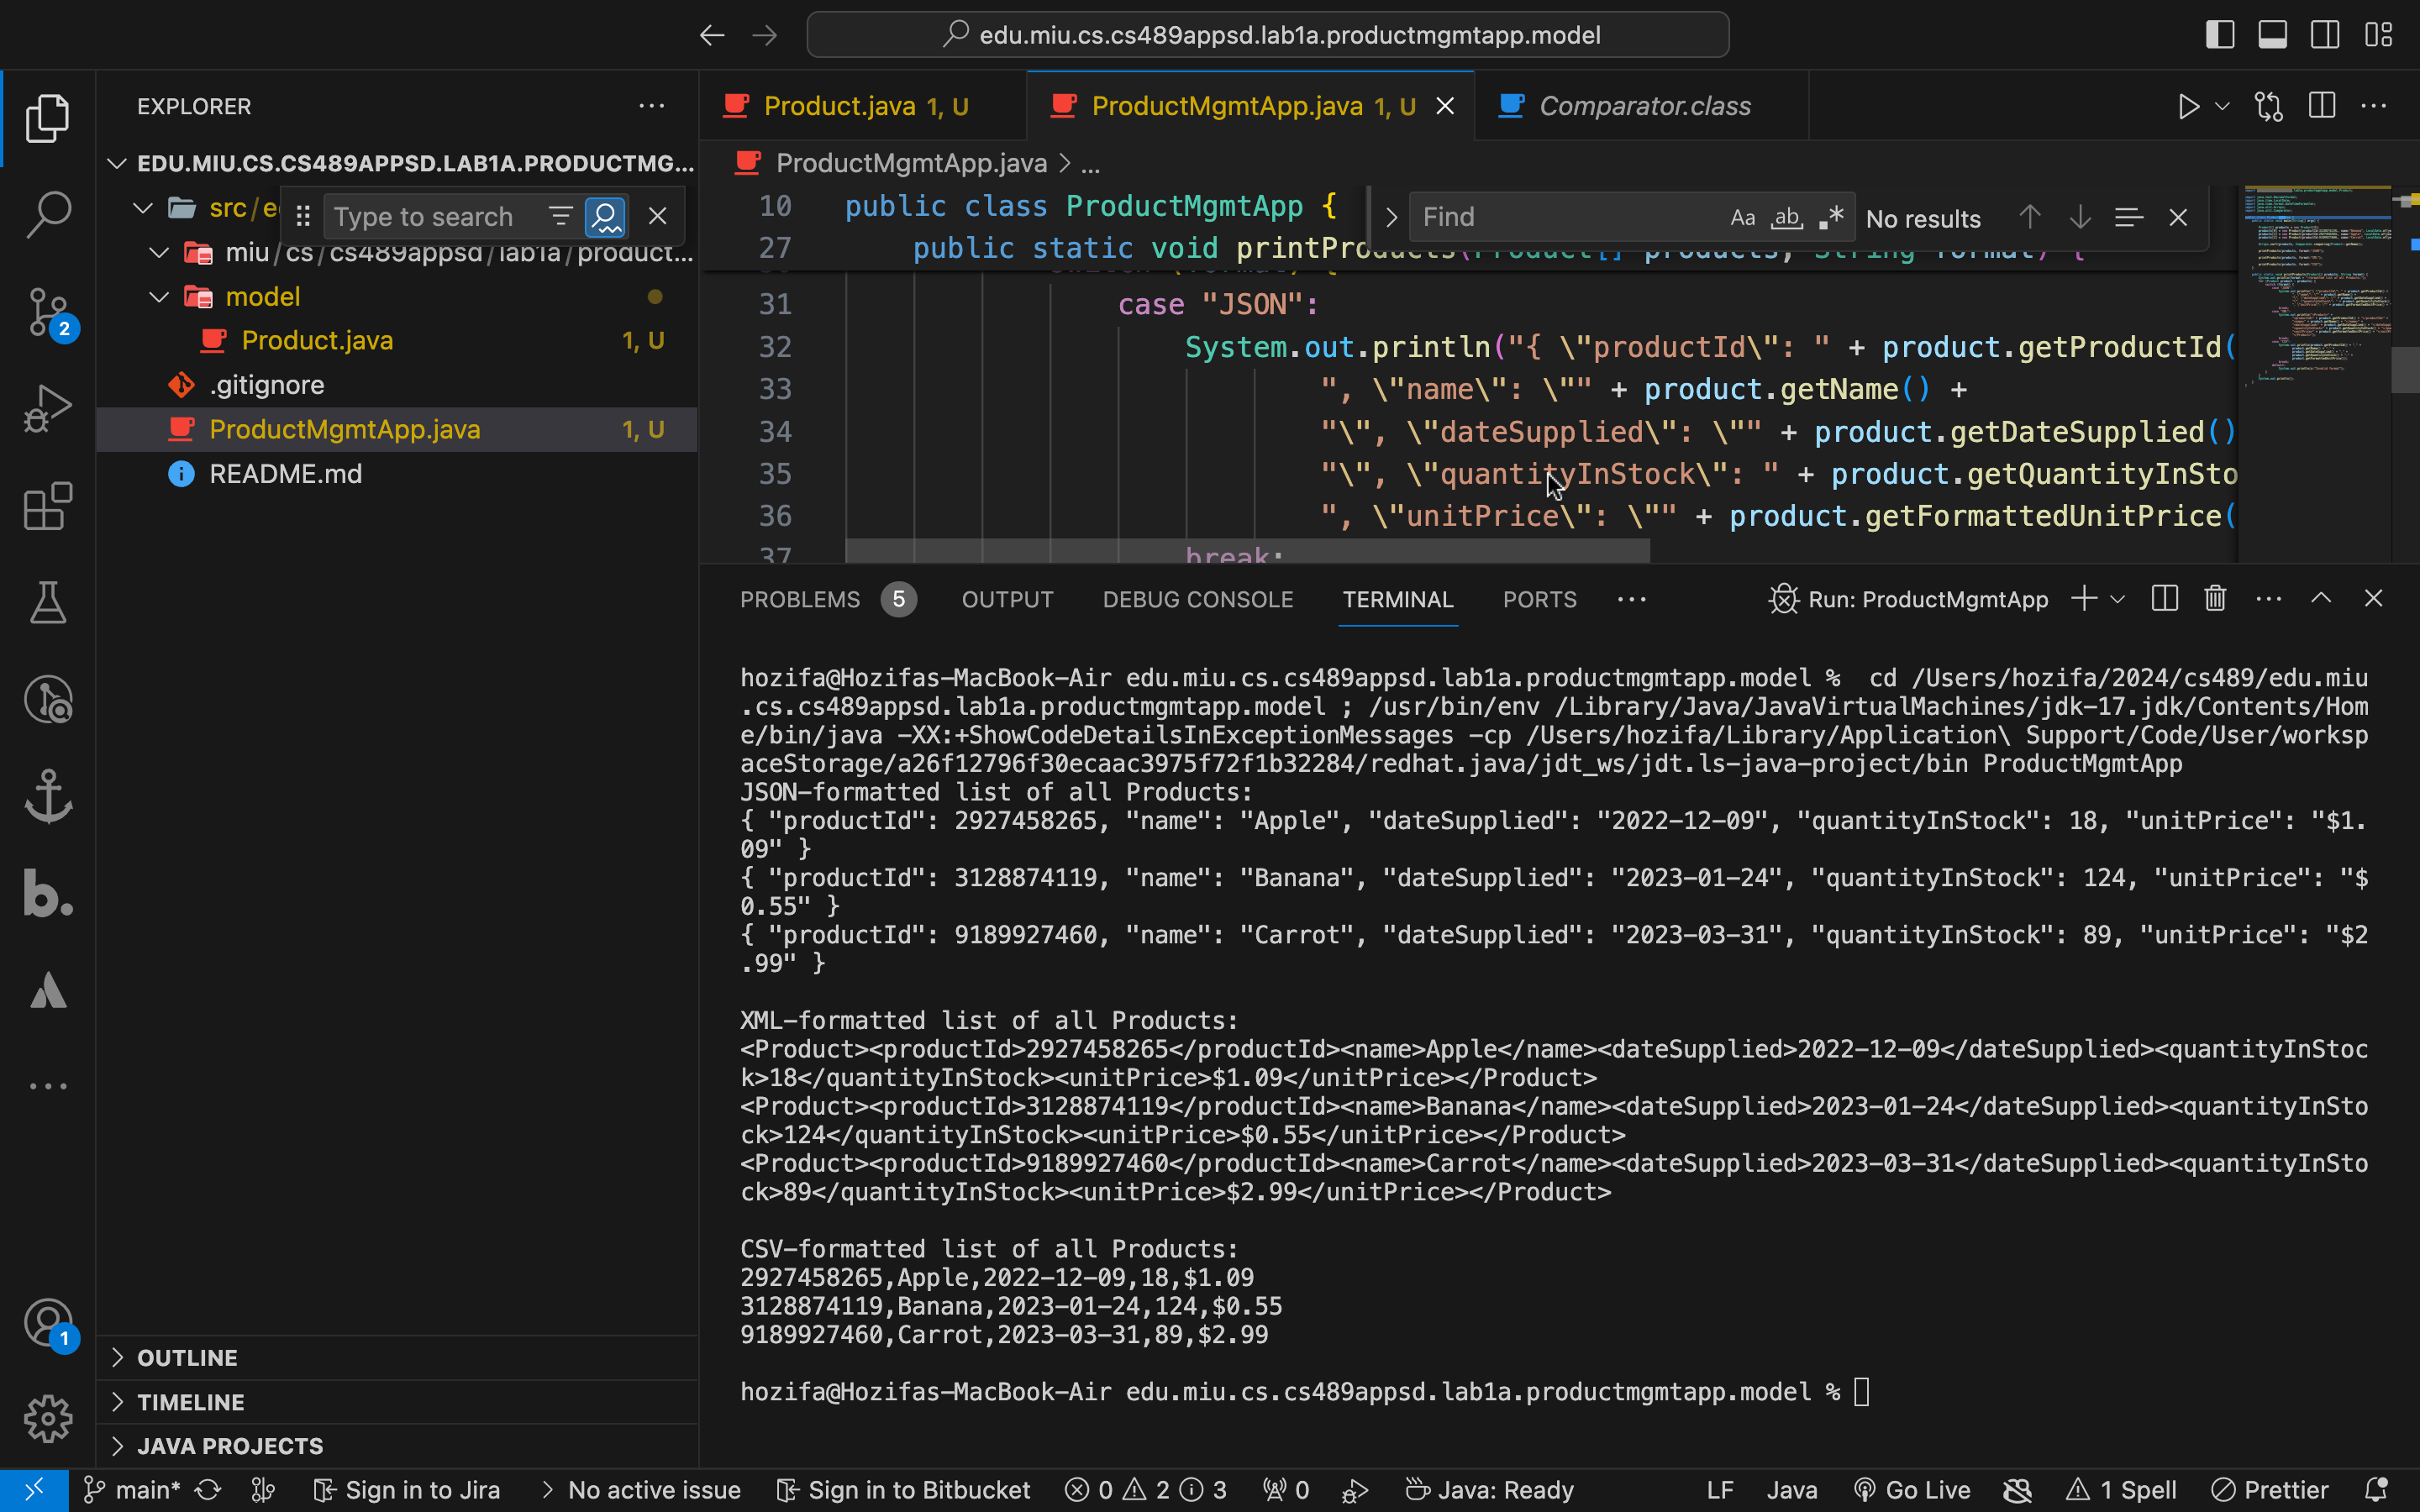 edu.miu.cs.cs489appsd.lab1a.productmgmtapp.model
EXPLORER
EDU.MIU.CS.CS489APPSD.LAB1A.PRODUCTMG...
src/e
Type to search
miu/cs/cs489appsd/lab1a/product...
model
Product.java 1, U
.gitignore
ProductMgmtApp.java 1, U
README.md
OUTLINE
TIMELINE
JAVA PROJECTS
2
1
Product.java 1, U
ProductMgmtApp.java 1, U
Comparator.class
ProductMgmtApp.java > ...
Find
Aa ab .* No results
10 public class ProductMgmtApp {
27 public static void printProducts(Product[] products, String format) {
31 case "JSON":
32 System.out.println("{ \"productId\": " + product.getProductId(
33 ", \"name\": \"" + product.getName() +
34 "\", \"dateSupplied\": \"" + product.getDateSupplied()
35 "\", \"quantityInStock\": " + product.getQuantityInSto
36 ", \"unitPrice\": \"" + product.getFormattedUnitPrice(
37 break;
PROBLEMS 5 OUTPUT DEBUG CONSOLE TERMINAL PORTS ... Run: ProductMgmtApp
hozifa@Hozifas-MacBook-Air edu.miu.cs.cs489appsd.lab1a.productmgmtapp.model %  cd /Users/hozifa/2024/cs489/edu.miu
.cs.cs489appsd.lab1a.productmgmtapp.model ; /usr/bin/env /Library/Java/JavaVirtualMachines/jdk-17.jdk/Contents/Hom
e/bin/java -XX:+ShowCodeDetailsInExceptionMessages -cp /Users/hozifa/Library/Application\ Support/Code/User/worksp
aceStorage/a26f12796f30ecaac3975f72f1b32284/redhat.java/jdt_ws/jdt.ls-java-project/bin ProductMgmtApp
JSON-formatted list of all Products:
{ "productId": 2927458265, "name": "Apple", "dateSupplied": "2022-12-09", "quantityInStock": 18, "unitPrice": "$1.
09" }
{ "productId": 3128874119, "name": "Banana", "dateSupplied": "2023-01-24", "quantityInStock": 124, "unitPrice": "$
0.55" }
{ "productId": 9189927460, "name": "Carrot", "dateSupplied": "2023-03-31", "quantityInStock": 89, "unitPrice": "$2
.99" }
XML-formatted list of all Products:
<Product><productId>2927458265</productId><name>Apple</name><dateSupplied>2022-12-09</dateSupplied><quantityInStoc
k>18</quantityInStock><unitPrice>$1.09</unitPrice></Product>
<Product><productId>3128874119</productId><name>Banana</name><dateSupplied>2023-01-24</dateSupplied><quantityInSto
ck>124</quantityInStock><unitPrice>$0.55</unitPrice></Product>
<Product><productId>9189927460</productId><name>Carrot</name><dateSupplied>2023-03-31</dateSupplied><quantityInSto
ck>89</quantityInStock><unitPrice>$2.99</unitPrice></Product>
CSV-formatted list of all Products:
2927458265,Apple,2022-12-09,18,$1.09
3128874119,Banana,2023-01-24,124,$0.55
9189927460,Carrot,2023-03-31,89,$2.99
hozifa@Hozifas-MacBook-Air edu.miu.cs.cs489appsd.lab1a.productmgmtapp.model %
main* Sign in to Jira > No active issue Sign in to Bitbucket 0 2 3 0 Java: Ready LF Java Go Live 1 Spell Prettier